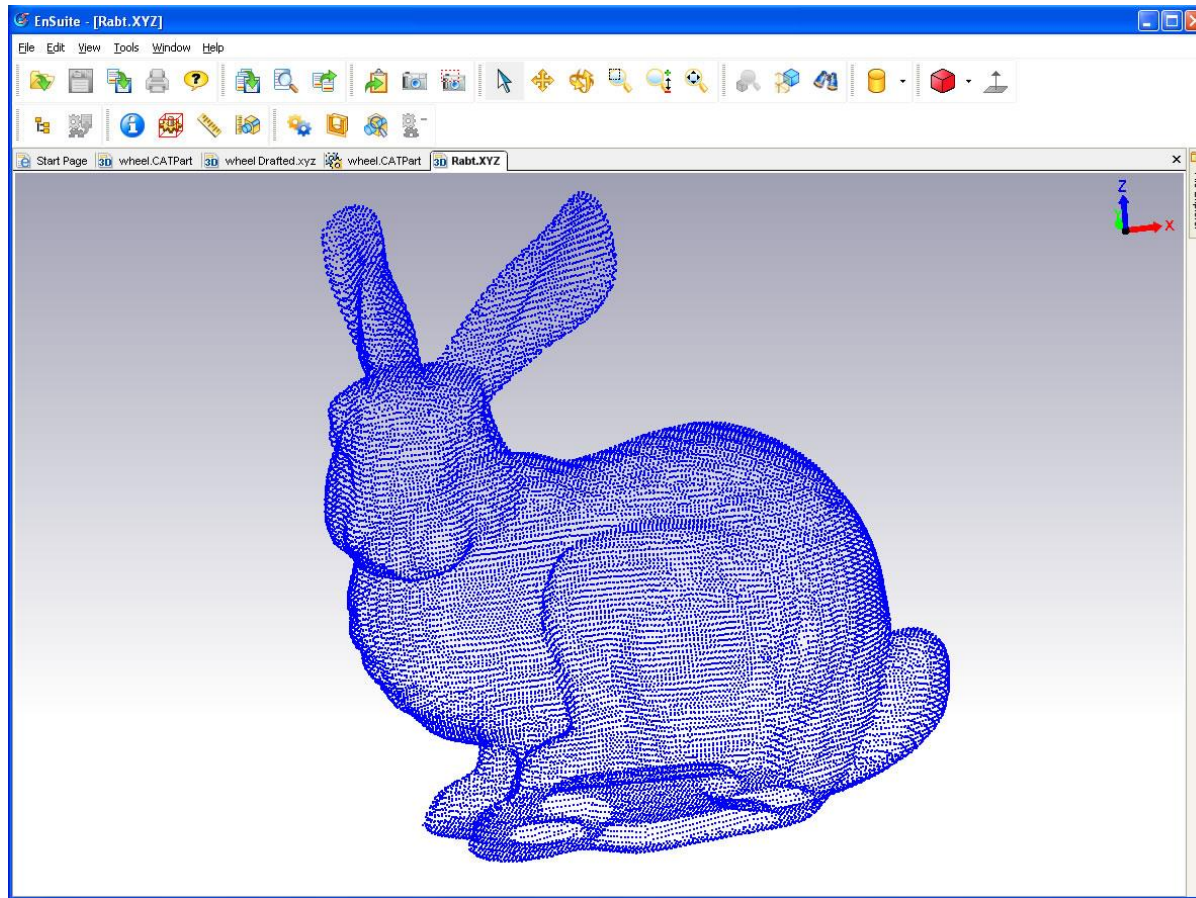 EnSuite - [Rabt.XYZ]
File Edit View Tools Window Help
Start Page wheel.CATPart wheel Drafted.xyz wheel.CATPart Rabt.XYZ
Z
X